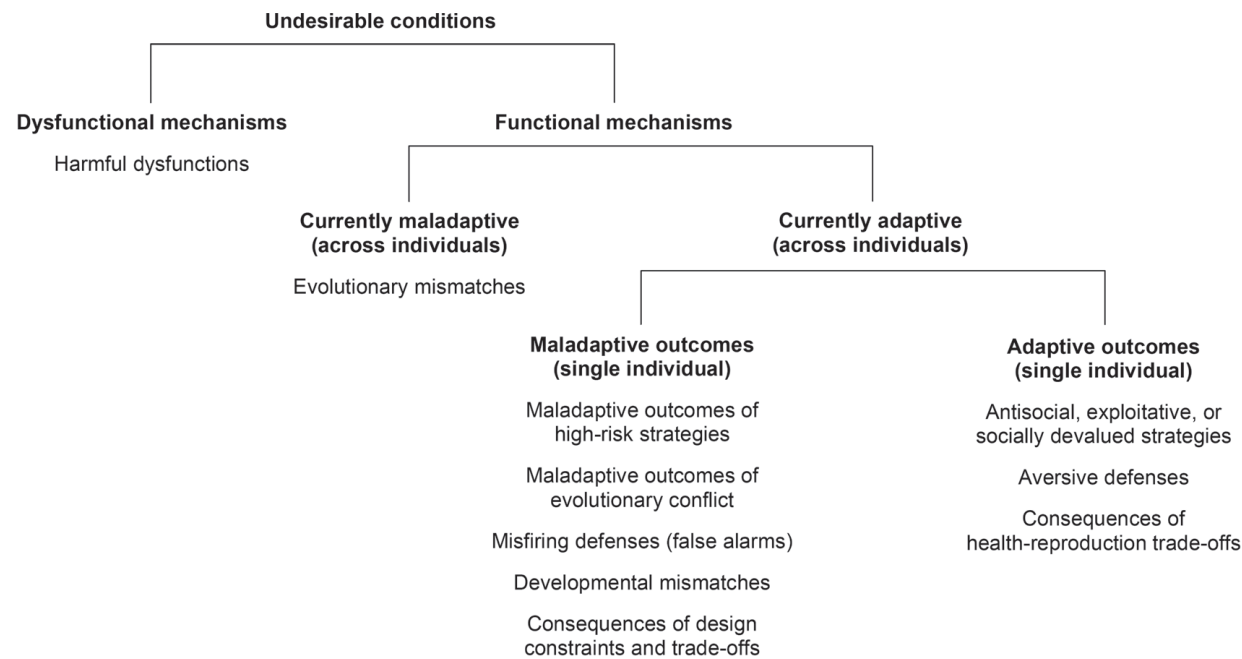 Undesirable conditions
Dysfunctional mechanisms
Harmful dysfunctions
Functional mechanisms
Currently maladaptive
(across individuals)
Evolutionary mismatches
Currently adaptive
(across individuals)
Maladaptive outcomes
(single individual)
Maladaptive outcomes of
high-risk strategies
Maladaptive outcomes of
evolutionary conflict
Misfiring defenses (false alarms)
Developmental mismatches
Consequences of design
constraints and trade-offs
Adaptive outcomes
(single individual)
Antisocial, exploitative, or
socially devalued strategies
Aversive defenses
Consequences of
health-reproduction trade-offs